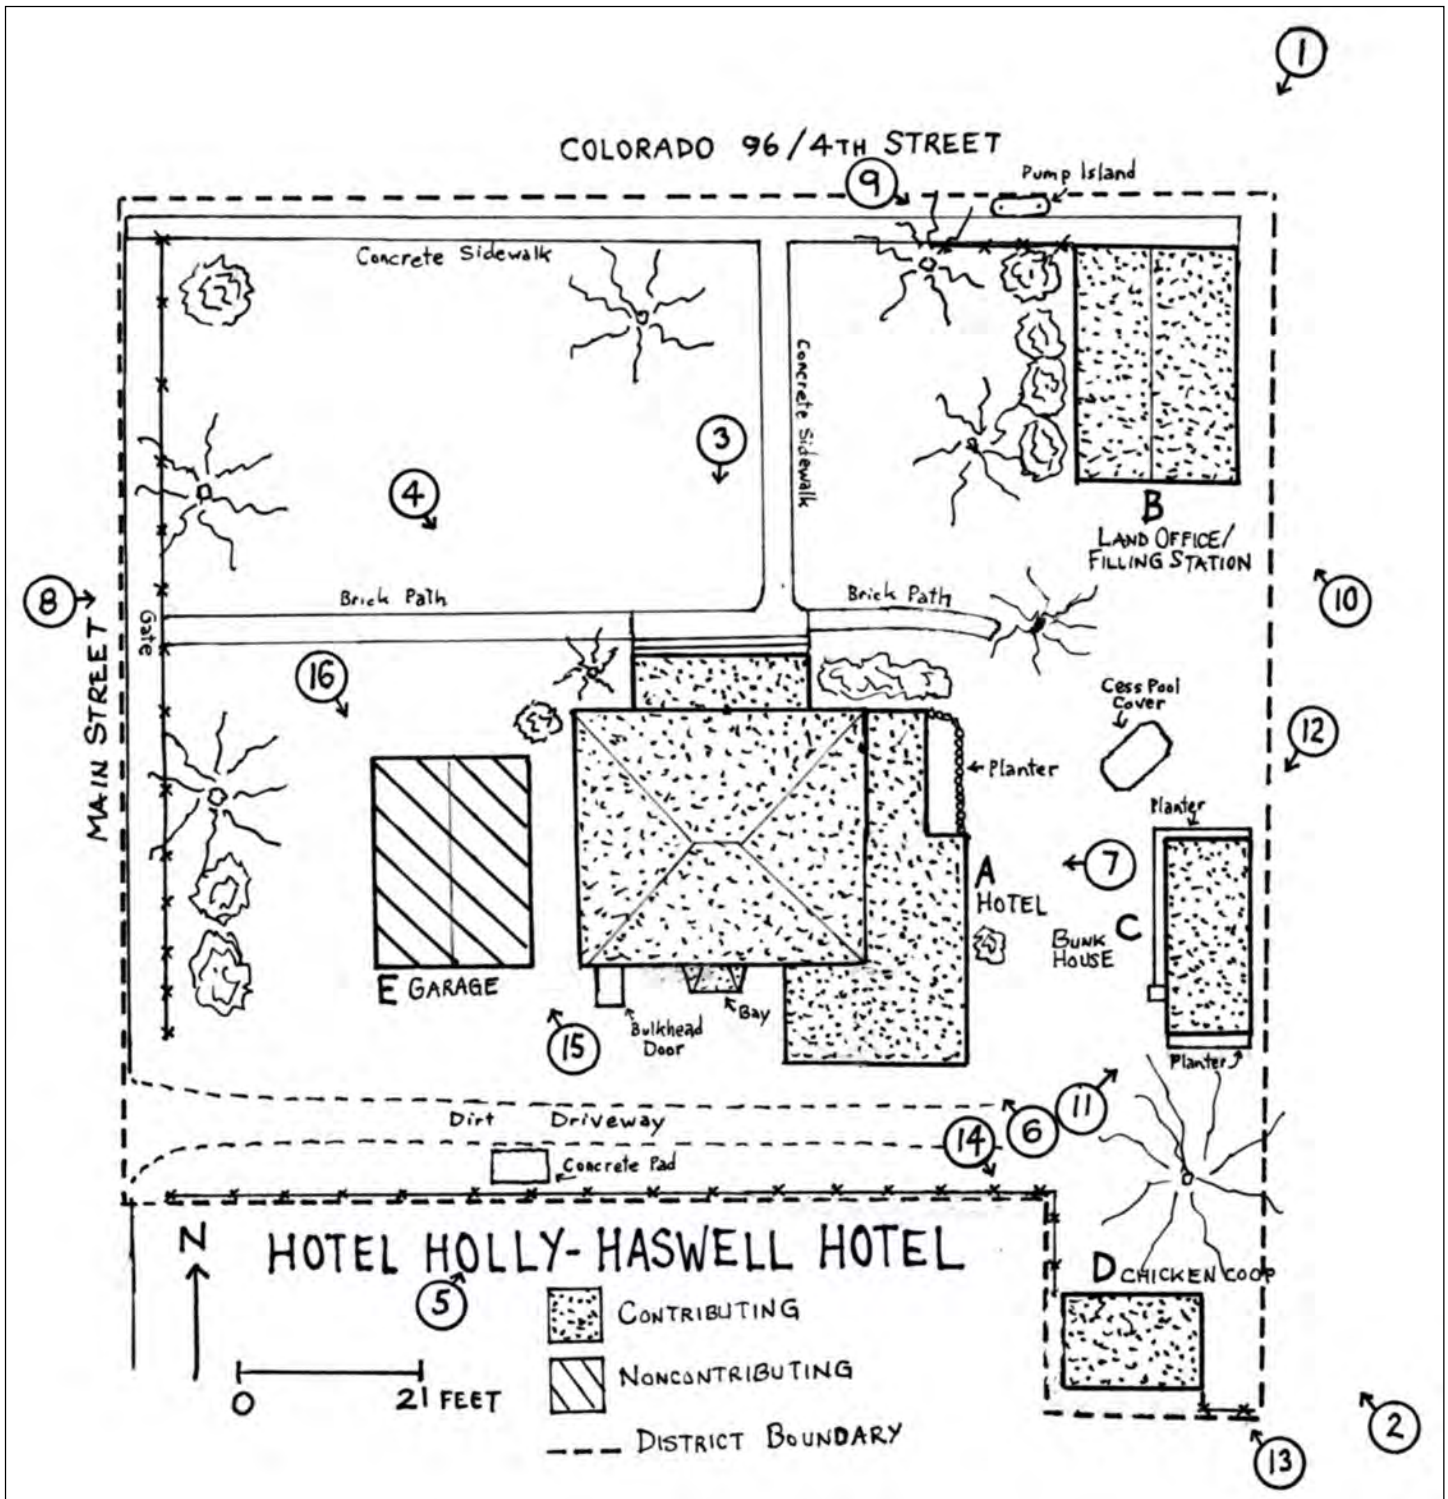 1
COLORADO 96/4TH STREET
9
Pump Island
Concrete Sidewalk
Concrete Sidewalk
3
4
B
LAND OFFICE/
FILLING STATION
8
Brick Path
Brick Path
10
Gate
MAIN STREET
16
Cess Pool
Cover
12
Planter
Planter
7
A
HOTEL
C
BUNK
HOUSE
E GARAGE
Bay
Bulkhead
Door
15
Planter
11
6
14
Dirt Driveway
Concrete Pad
N
HOTEL HOLLY-HASWELL HOTEL
D CHICKEN COOP
5
CONTRIBUTING
NONCONTRIBUTING
0 21 FEET
DISTRICT BOUNDARY
2
13